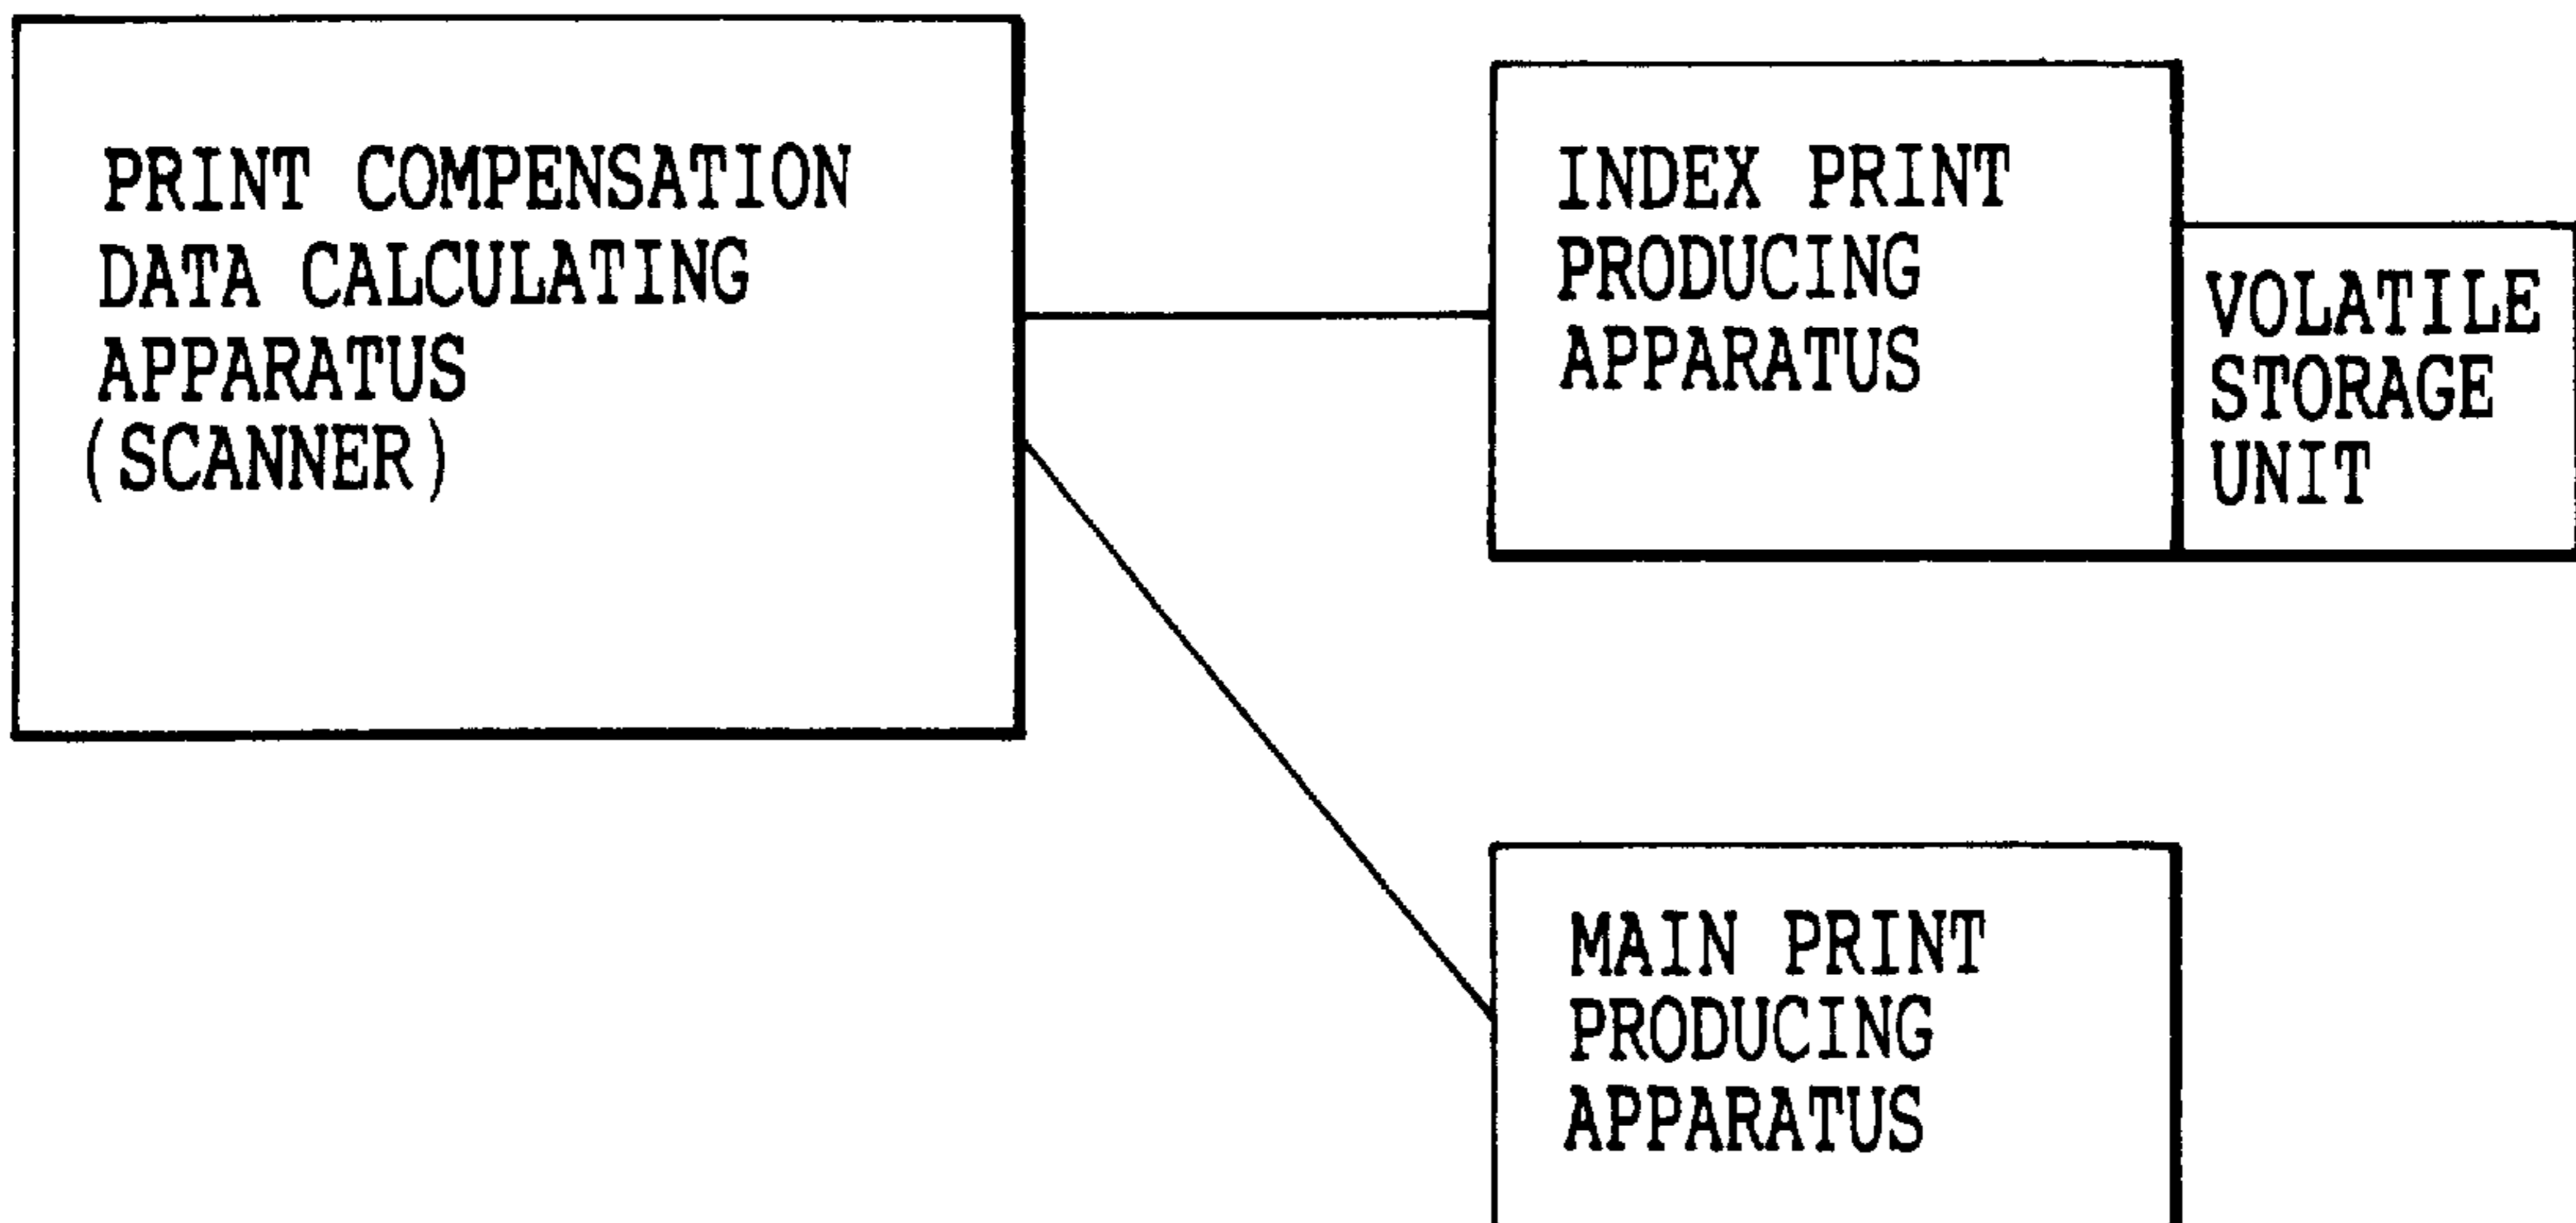 PRINT COMPENSATION
DATA CALCULATING
APPARATUS
(SCANNER)
INDEX PRINT
PRODUCING
APPARATUS
VOLATILE
STORAGE
UNIT
MAIN PRINT
PRODUCING
APPARATUS